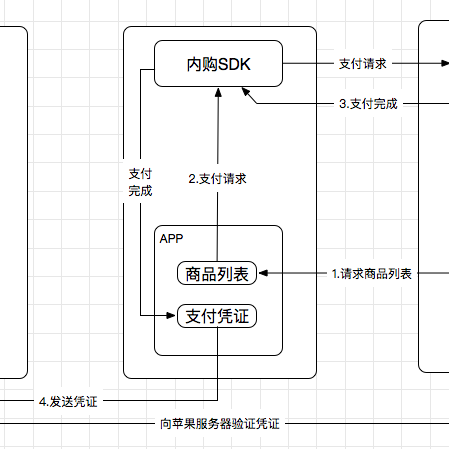 内购SDK
支付请求
3.支付完成
支付
完成
2.支付请求
APP
商品列表
1.请求商品列表
支付凭证
4.发送凭证
向苹果服务器验证凭证